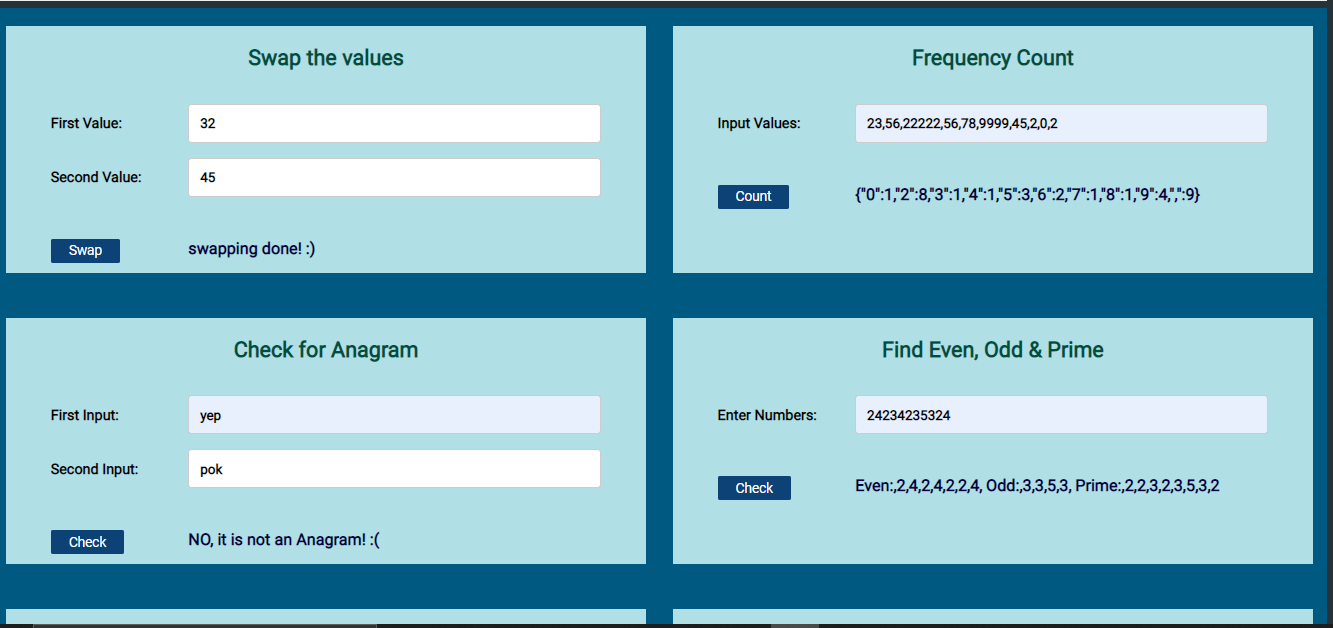 Swap the values
First Value:
32
Second Value:
45
Swap
swapping done! :)
Frequency Count
Input Values:
23,56,22222,56,78,9999,45,2,0,2
Count
{"0":1,"2":8,"3":1,"4":1,"5":3,"6":2,"7":1,"8":1,"9":4,",":9}
Check for Anagram
First Input:
yep
Second Input:
pok
Check
NO, it is not an Anagram! :(
Find Even, Odd & Prime
Enter Numbers:
24234235324
Check
Even:,2,4,2,4,2,2,4, Odd:,3,3,5,3, Prime:,2,2,3,2,3,5,3,2